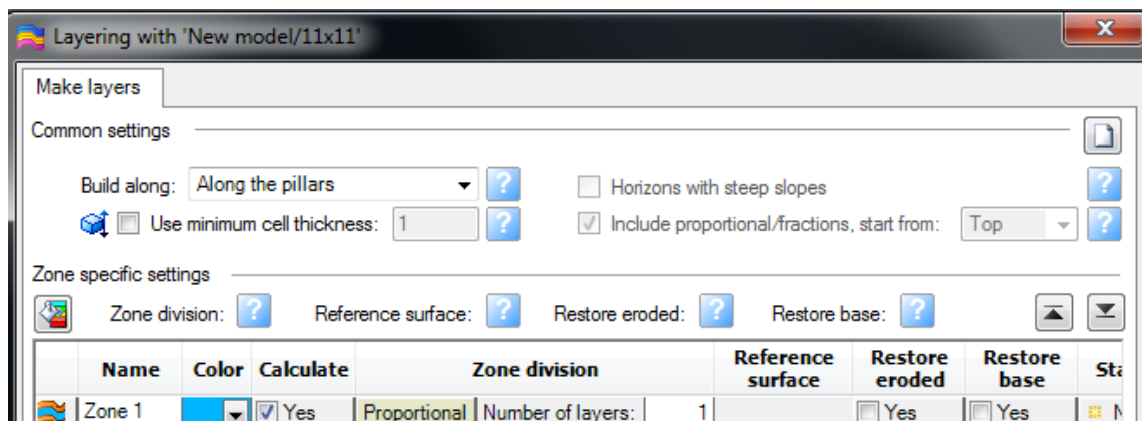 Layering with 'New model/11x11'
Make layers
Common settings
Build along: Along the pillars ? Horizons with steep slopes ?
Use minimum cell thickness: 1 ? Include proportional/fractions, start from: Top ?
Zone specific settings
Zone division: ? Reference surface: ? Restore eroded: ? Restore base: ?
Name Color Calculate Zone division Reference surface Restore eroded Restore base
Zone 1 Yes Proportional Number of layers: 1 Yes Yes